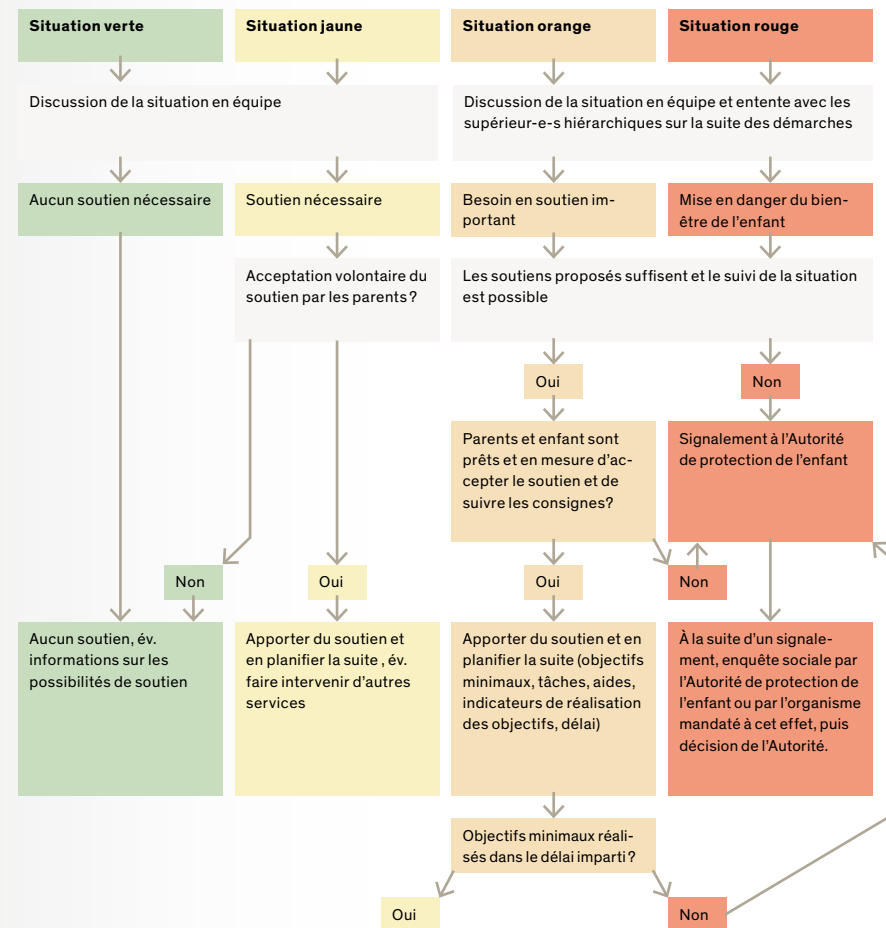 Situation verte
Situation jaune
Situation orange
Situation rouge
Discussion de la situation en équipe
Discussion de la situation en équipe et entente avec les
supérieur-e-s hiérarchiques sur la suite des démarches
Aucun soutien nécessaire
Soutien nécessaire
Besoin en soutien im-
portant
Mise en danger du bien-
être de l'enfant
Acceptation volontaire du
soutien par les parents ?
Les soutiens proposés suffisent et le suivi de la situation
est possible
Oui
Non
Parents et enfant sont
prêts et en mesure d'ac-
cepter le soutien et de
suivre les consignes?
Signalement à l'Autorité
de protection de l'enfant
Non
Oui
Oui
Non
Aucun soutien, év.
informations sur les
possibilités de soutien
Apporter du soutien et
en planifier la suite , év.
faire intervenir d'autres
services
Apporter du soutien et en
planifier la suite (objectifs
minimaux, tâches, aides,
indicateurs de réalisation
des objectifs, délai)
À la suite d'un signale-
ment, enquête sociale par
l'Autorité de protection de
l'enfant ou par l'organisme
mandaté à cet effet, puis
décision de l'Autorité.
Objectifs minimaux réali-
sés dans le délai imparti ?
Oui
Non